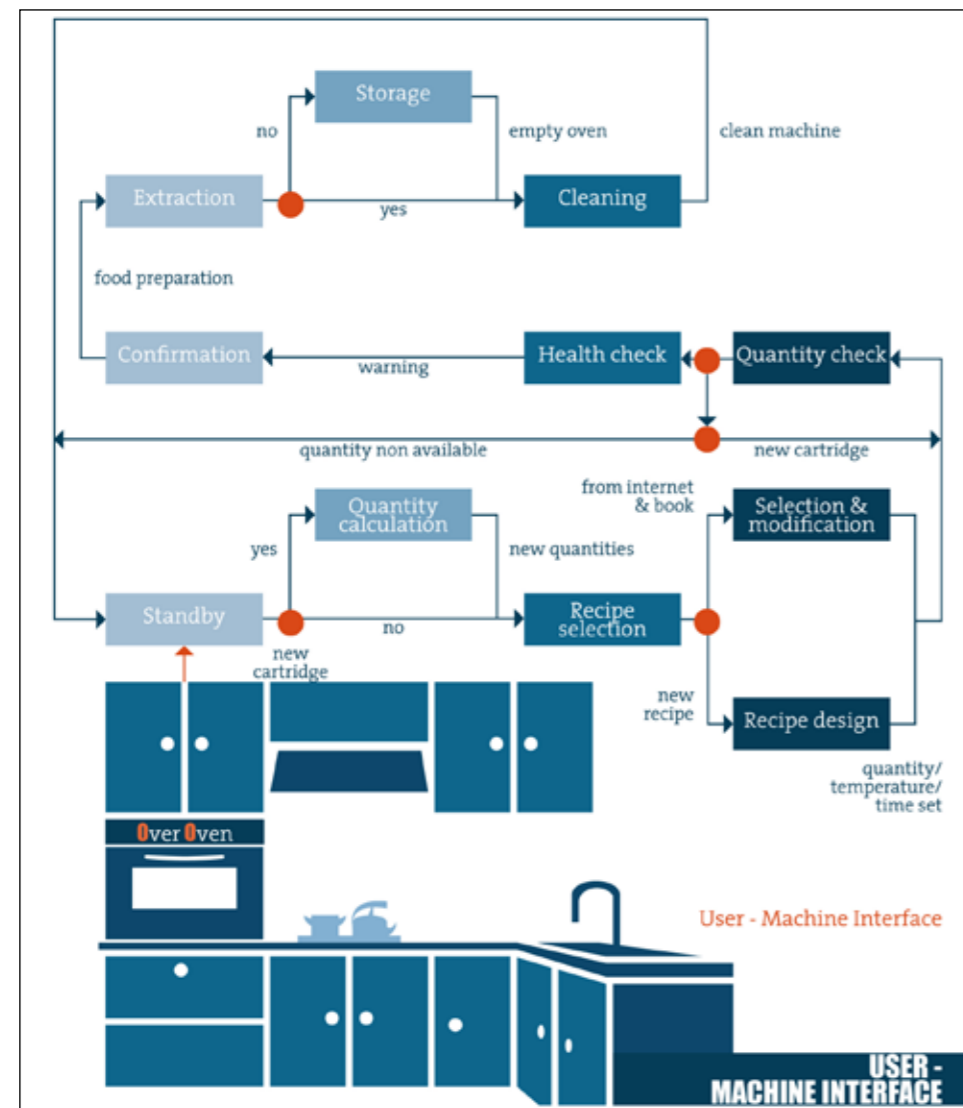 Storage
no
empty oven
clean machine
Extraction
yes
Cleaning
food preparation
Confirmation
warning
Health check
Quantity check
quantity non available
new cartridge
from internet
& book
Quantity
calculation
Selection &
modification
yes
new quantities
Standby
no
Recipe
selection
new
cartridge
new
recipe
Recipe design
quantity/
temperature/
time set
Over Oven
User - Machine Interface
USER -
MACHINE INTERFACE